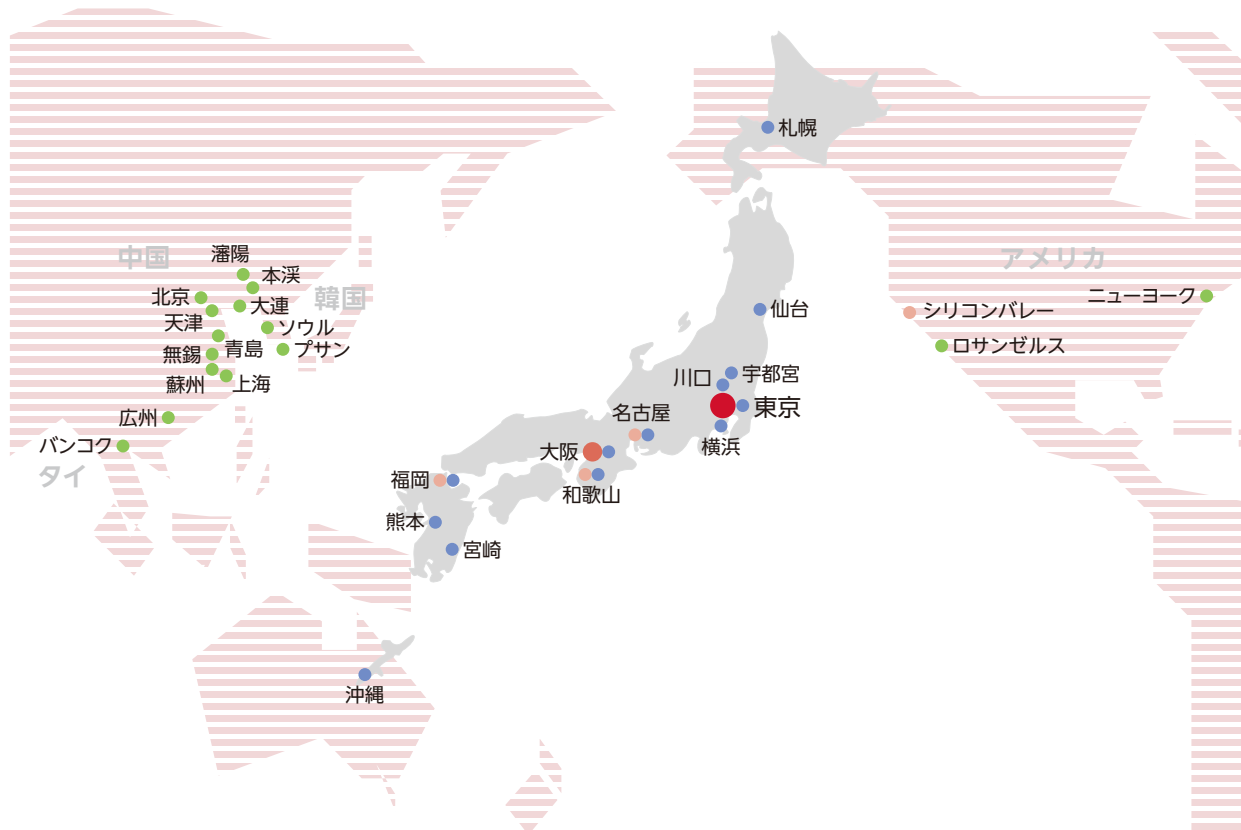 札幌
中国
瀋陽
本渓
北京
大連
韓国
天津
ソウル
青島
プサン
無錫
蘇州
上海
広州
バンコク
タイ
アメリカ
ニューヨーク
シリコンバレー
ロサンゼルス
仙台
川口
宇都宮
東京
名古屋
横浜
大阪
福岡
和歌山
熊本
宮崎
沖縄